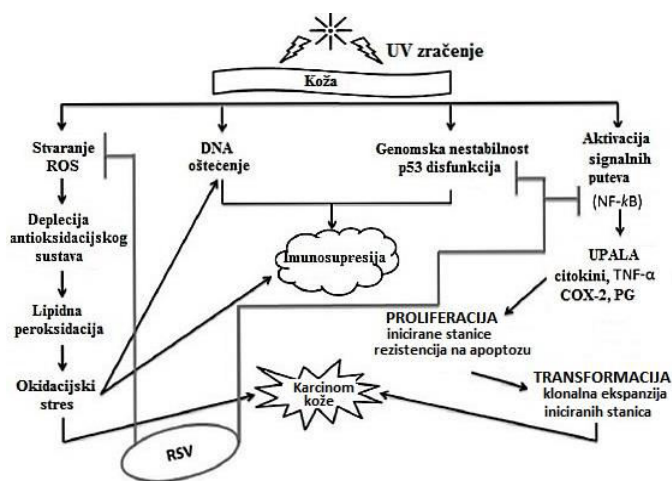 UV zračenje
Koža
Stvaranje
ROS
DNA
oštećenje
Genomska nestabilnost
p53 disfunkcija
Aktivacija
signalnih
puteva
(NF-kB)
Deplecija
antioksidacijskog
sustava
Imunosupresija
UPALA
citokini, TNF-α
COX-2, PG
Lipidna
peroksidacija
PROLIFERACIJA
inicirane stanice
rezistencija na apoptozu
Okidacijski
stres
Karcinom
kože
TRANSFORMACIJA
klonalna ekspanzija
iniciranih stanica
RSV